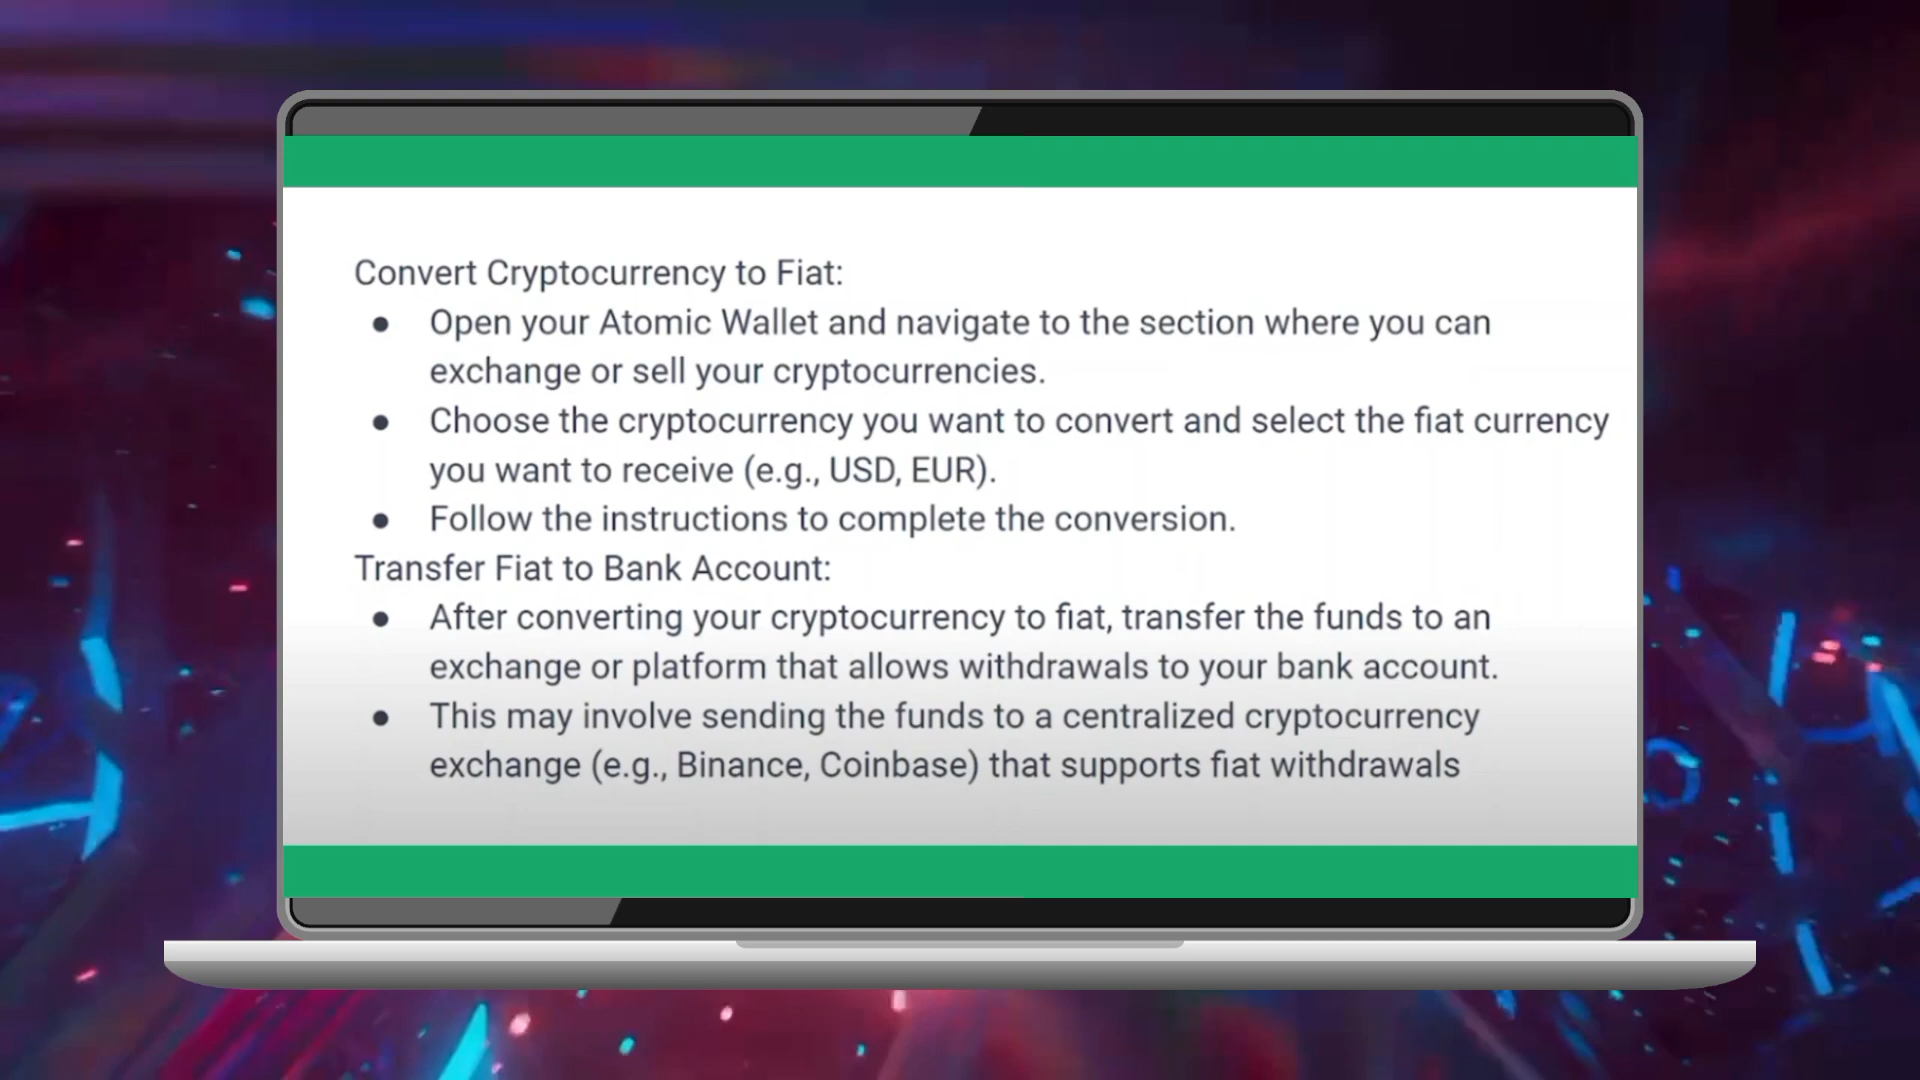 Convert Cryptocurrency to Fiat:
● Open your Atomic Wallet and navigate to the section where you can
exchange or sell your cryptocurrencies.
● Choose the cryptocurrency you want to convert and select the fiat currency
you want to receive (e.g., USD, EUR).
● Follow the instructions to complete the conversion.
Transfer Fiat to Bank Account:
● After converting your cryptocurrency to fiat, transfer the funds to an
exchange or platform that allows withdrawals to your bank account.
● This may involve sending the funds to a centralized cryptocurrency
exchange (e.g., Binance, Coinbase) that supports fiat withdrawals